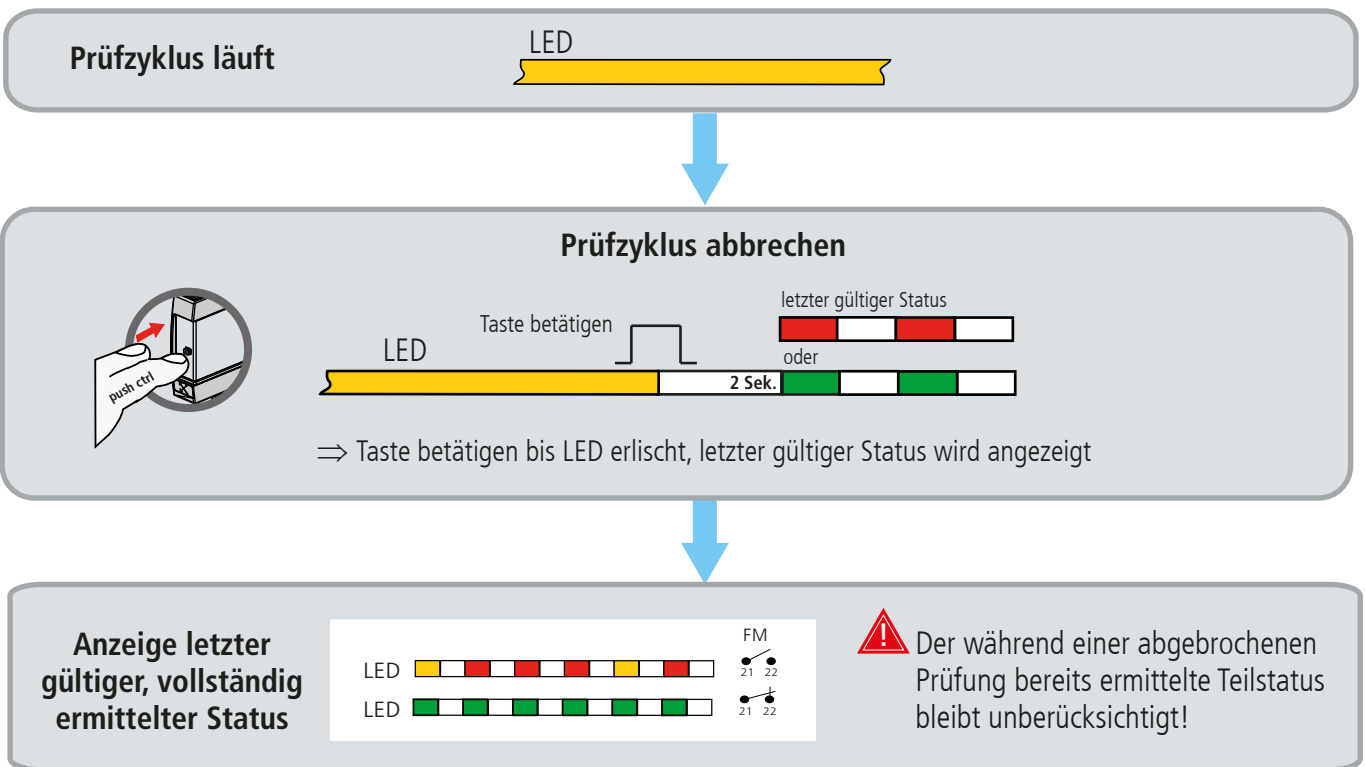 Prüfzyklus läuft
LED
Prüfzyklus abbrechen
push ctrl
LED
Taste betätigen
2 Sek.
letzter gültiger Status
oder
⇒ Taste betätigen bis LED erlischt, letzter gültiger Status wird angezeigt
Anzeige letzter
gültiger, vollständig
ermittelter Status
FM
LED
21 22
LED
21 22
Der während einer abgebrochenen
Prüfung bereits ermittelte Teilstatus
bleibt unberücksichtigt!